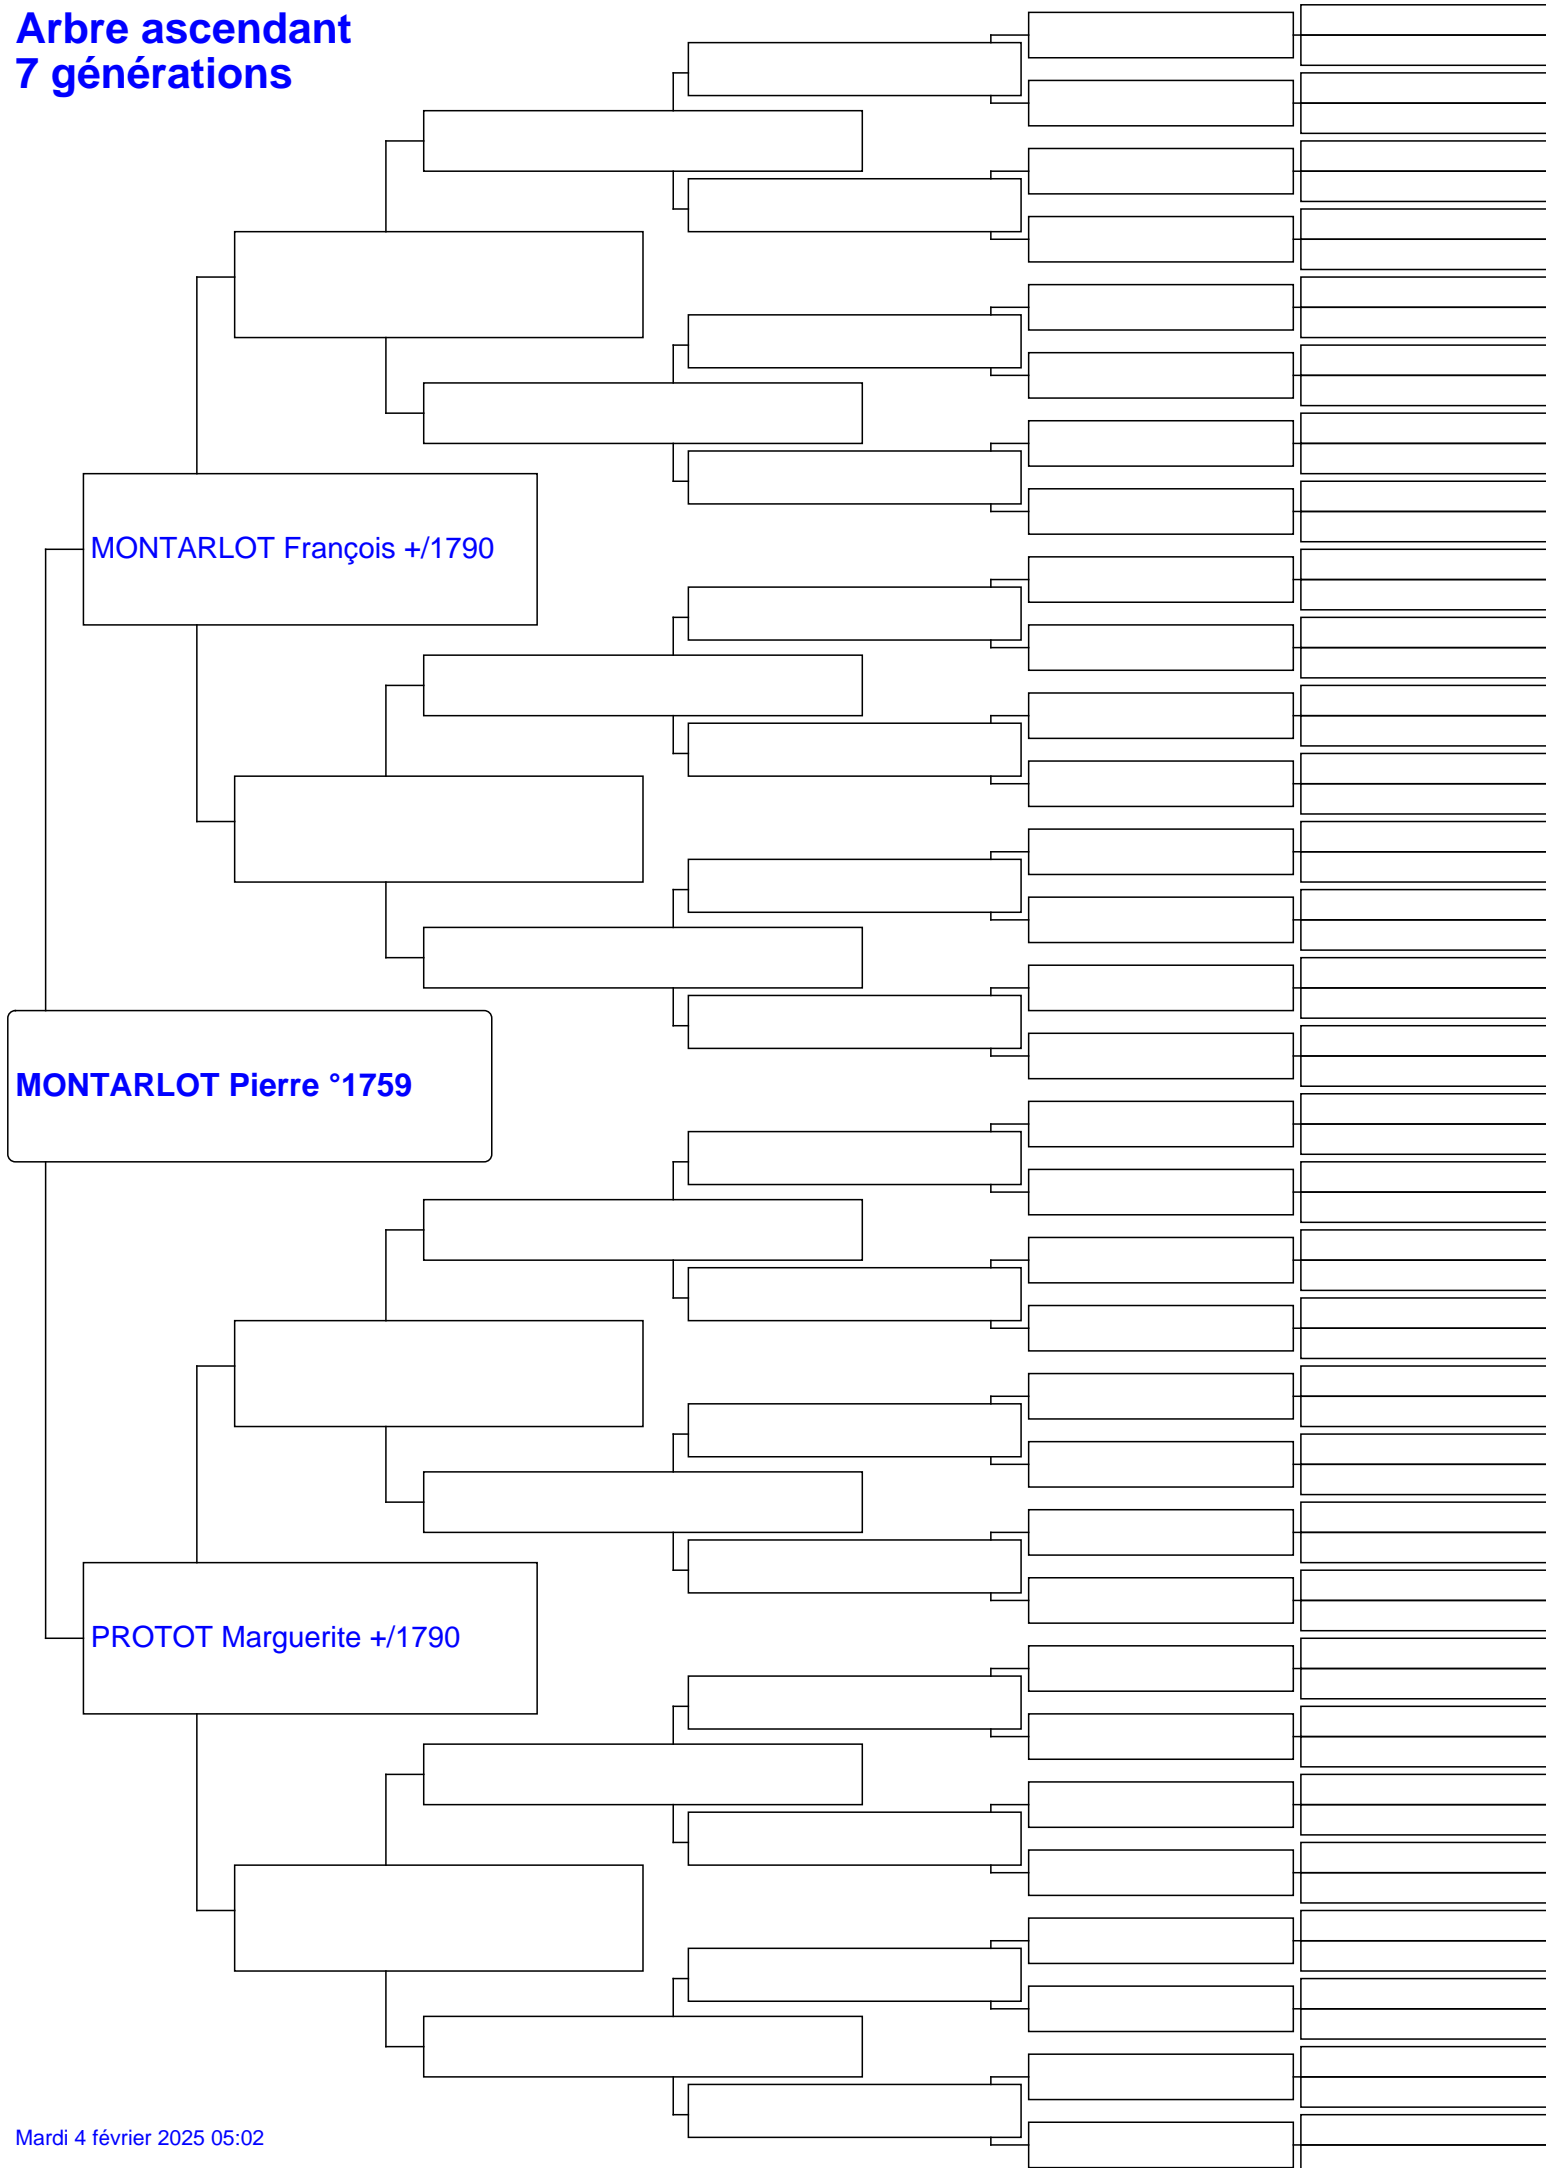 Arbre ascendant
7 générations
MONTARLOT François +/1790
MONTARLOT Pierre °1759
PROTOT Marguerite +/1790
Mardi 4 février 2025 05:02